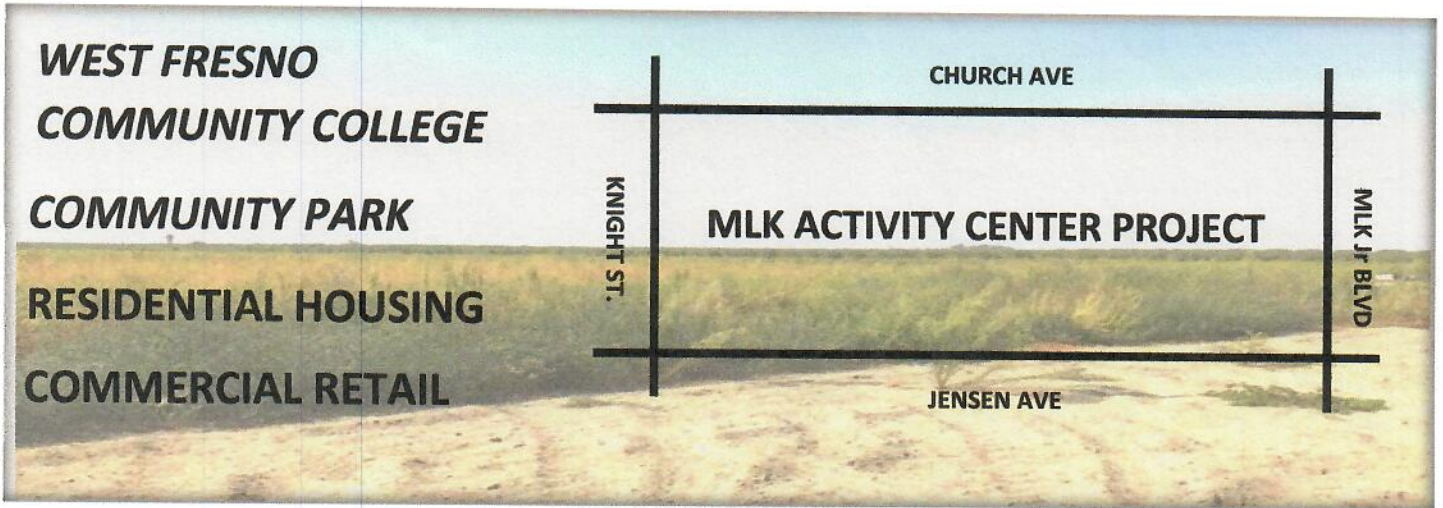 WEST FRESNO
COMMUNITY COLLEGE
COMMUNITY PARK
RESIDENTIAL HOUSING
COMMERCIAL RETAIL
CHURCH AVE
KNIGHT ST.
MLK ACTIVITY CENTER PROJECT
MLK Jr BLVD
JENSEN AVE